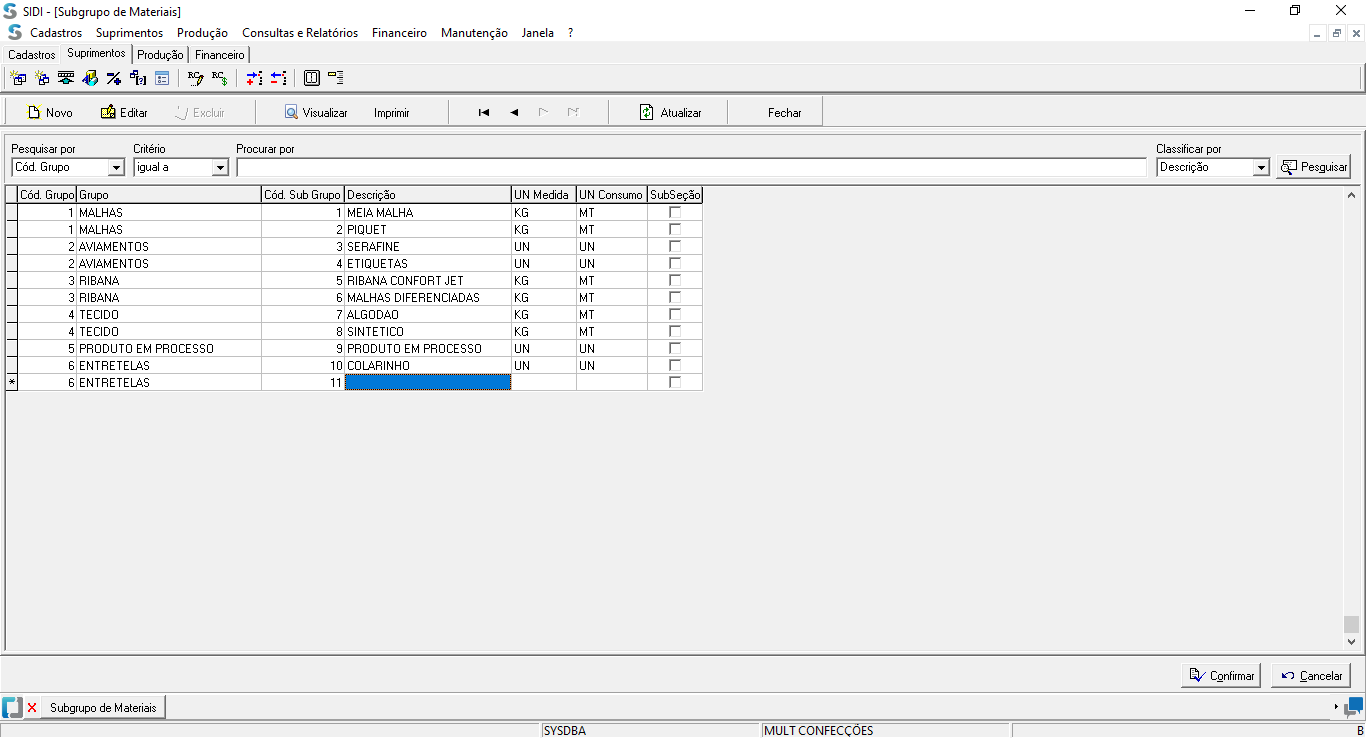 SIDI - [Subgrupo de Materiais]
Cadastros Suprimentos Produção Consultas e Relatórios Financeiro Manutenção Janela ?
Cadastros Suprimentos Produção Financeiro
Novo Editar Excluir Visualizar Imprimir Atualizar Fechar
Pesquisar por Critério Procurar por Classificar por
Cód. Grupo igual a Descrição Pesquisar
Cód. Grupo Grupo Cód. Sub Grupo Descrição UN Medida UN Consumo SubSeção
1 MALHAS 1 MEIA MALHA KG MT
1 MALHAS 2 PIQUET KG MT
2 AVIAMENTOS 3 SERAFINE UN UN
2 AVIAMENTOS 4 ETIQUETAS UN UN
3 RIBANA 5 RIBANA CONFORT JET KG MT
3 RIBANA 6 MALHAS DIFERENCIADAS KG MT
4 TECIDO 7 ALGODAO KG MT
4 TECIDO 8 SINTETICO KG MT
5 PRODUTO EM PROCESSO 9 PRODUTO EM PROCESSO UN UN
6 ENTRETELAS 10 COLARINHO UN UN
* 6 ENTRETELAS 11
Confirmar Cancelar
Subgrupo de Materiais
SYSDBA MULT CONFECÇÕES B